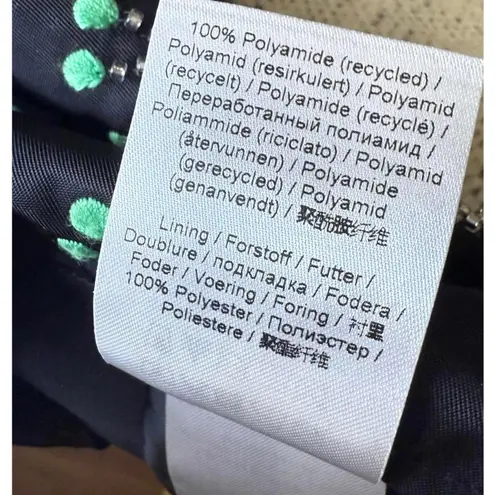 100% Polyamide (recycled) /
Polyamid (resirkulert) / Polyamid
(recycelt) / Polyamide (recyclé) /
Переработанный полиамид /
Poliammide (riciclato) / Polyamid
(återvunnen) / Polyamid
(gerecycled) / Polyamid
(genanvendt) / 聚酰胺纤维
Lining / Forstoff / Futter /
Doublure / подкладка / Fodera /
Foder / Voering / Foring / 衬里
100% Polyester / Полиэстер /
Poliestere / 聚酯纤维